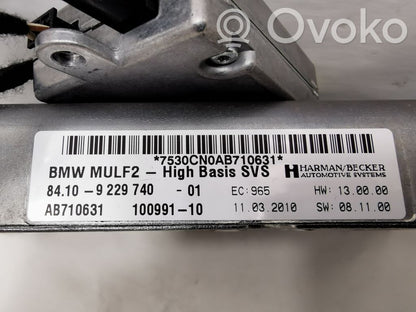 Ovoko
*7530CN0AB710631*
BMW MULF2 – High Basis SVS HARMAN/BECKER
AUTOMOTIVE SYSTEMS
84.10 - 9 229 740 - 01 EC: 965 HW: 13.00.00
AB710631 100991-10 11.03.2010 SW: 08.11.00